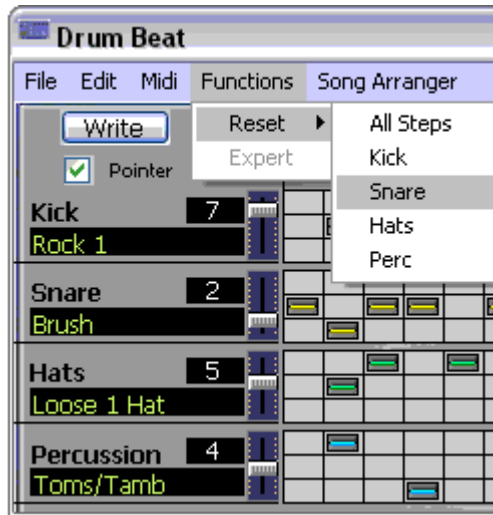 Drum Beat
File Edit Midi Functions Song Arranger
Write
Pointer
Reset
Expert
All Steps
Kick
Snare
Hats
Perc
Kick 7
Rock 1
Snare 2
Brush
Hats 5
Loose 1 Hat
Percussion 4
Toms/Tamb